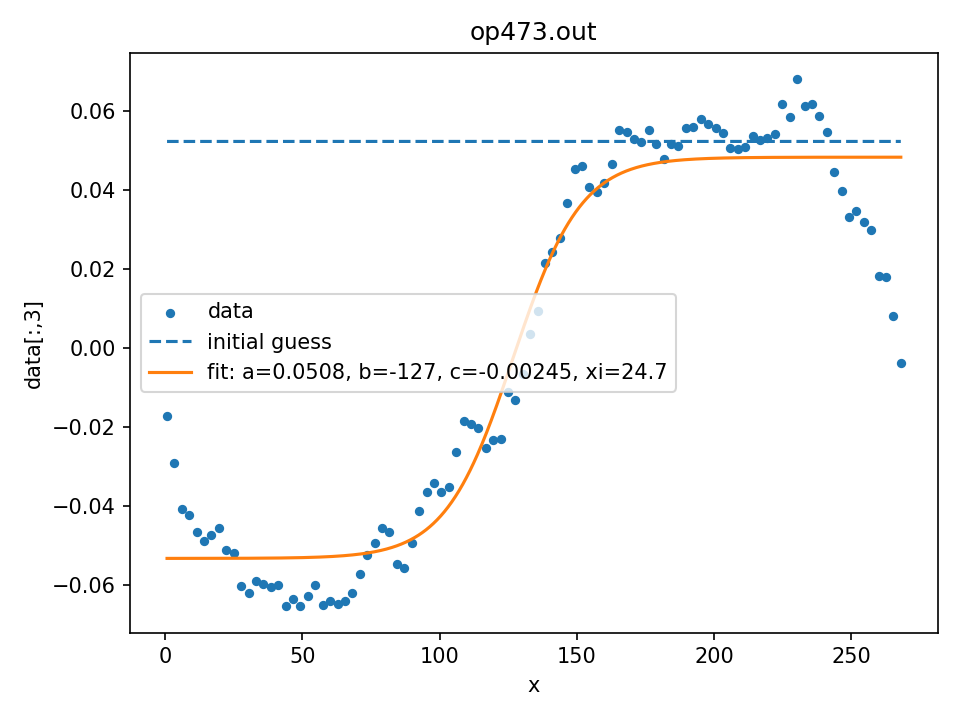 op473.out
0.06
0.04
0.02
0.00
−0.02
−0.04
−0.06
data[:,3]
data
initial guess
fit: a=0.0508, b=-127, c=-0.00245, xi=24.7
0 50 100 150 200 250
x